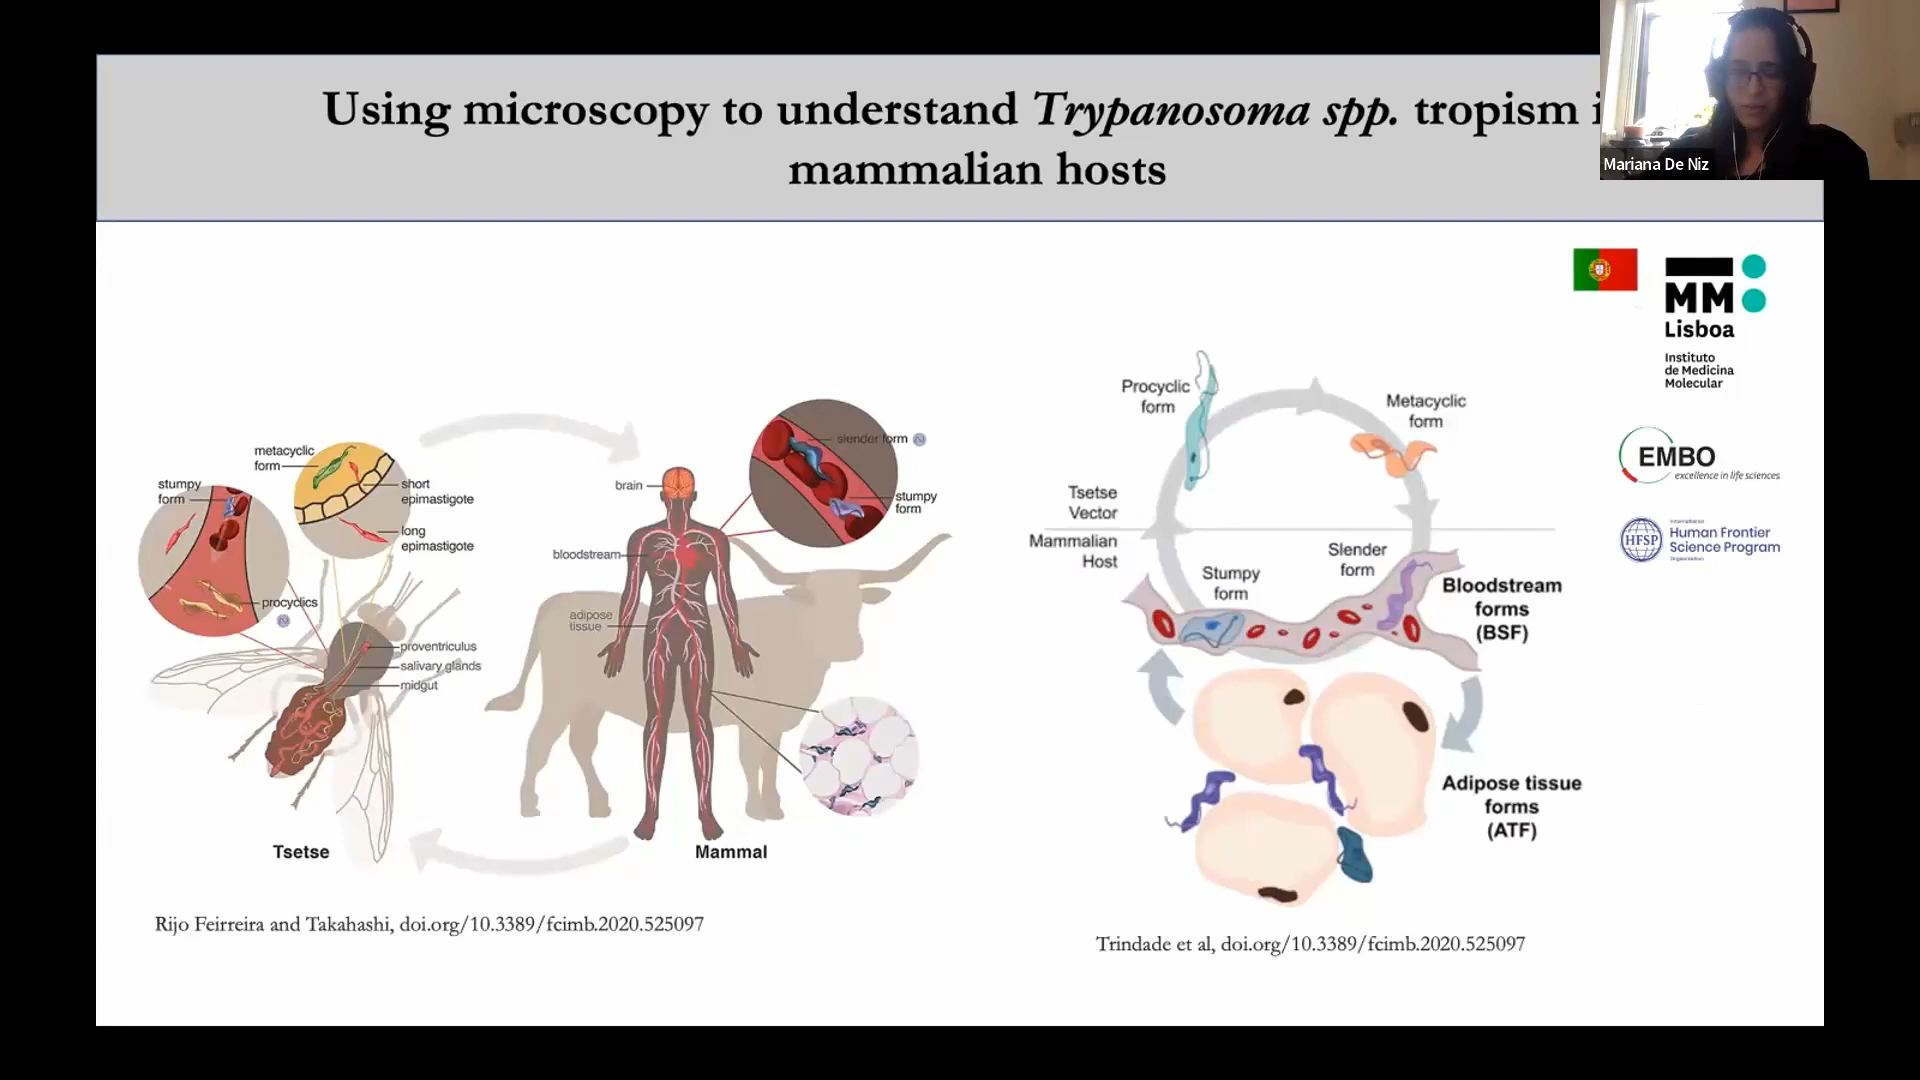 Using microscopy to understand Trypanosoma spp. tropism i
mammalian hosts
Mariana De Niz
MM
Lisboa
Instituto
de Medicina
Molecular
EMBO
excellence in life sciences
International
HFSP
Human Frontier
Science Program
Organization
metacyclic
form
stumpy
form
short
epimastigote
long
epimastigote
procyclics
proventriculus
salivary glands
midgut
Tsetse
brain
bloodstream
adipose
tissue
slender form
stumpy
form
Mammal
Rijo Feirreira and Takahashi, doi.org/10.3389/fcimb.2020.525097
Procyclic
form
Metacyclic
form
Tsetse
Vector
Mammalian
Host
Slender
form
Stumpy
form
Bloodstream
forms
(BSF)
Adipose tissue
forms
(ATF)
Trindade et al, doi.org/10.3389/fcimb.2020.525097